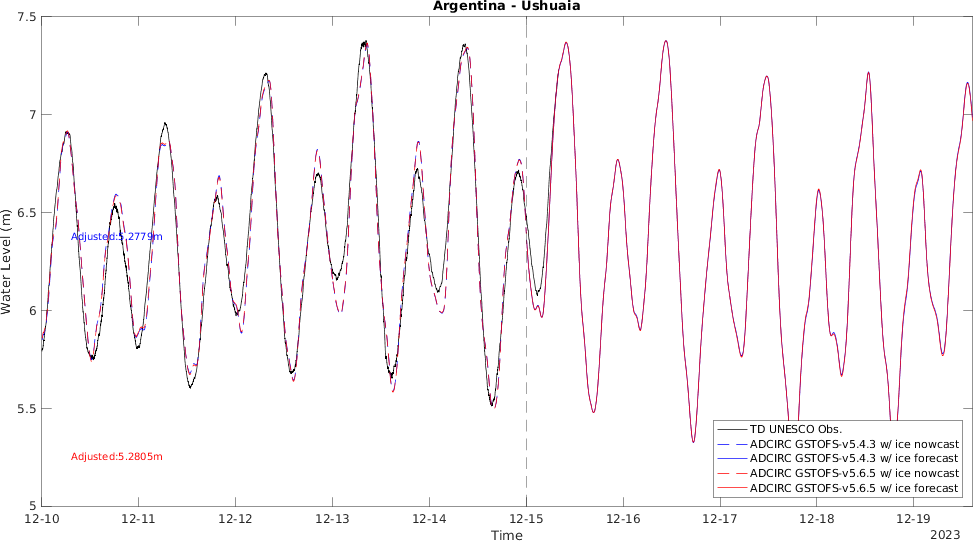 Argentina - Ushuaia
7.5
7
6.5
6
5.5
5
Water Level (m)
Adjusted:5.2779m
Adjusted:5.2805m
TD UNESCO Obs.
ADCIRC GSTOFS-v5.4.3 w/ ice nowcast
ADCIRC GSTOFS-v5.4.3 w/ ice forecast
ADCIRC GSTOFS-v5.6.5 w/ ice nowcast
ADCIRC GSTOFS-v5.6.5 w/ ice forecast
12-10 12-11 12-12 12-13 12-14 12-15 12-16 12-17 12-18 12-19
Time
2023